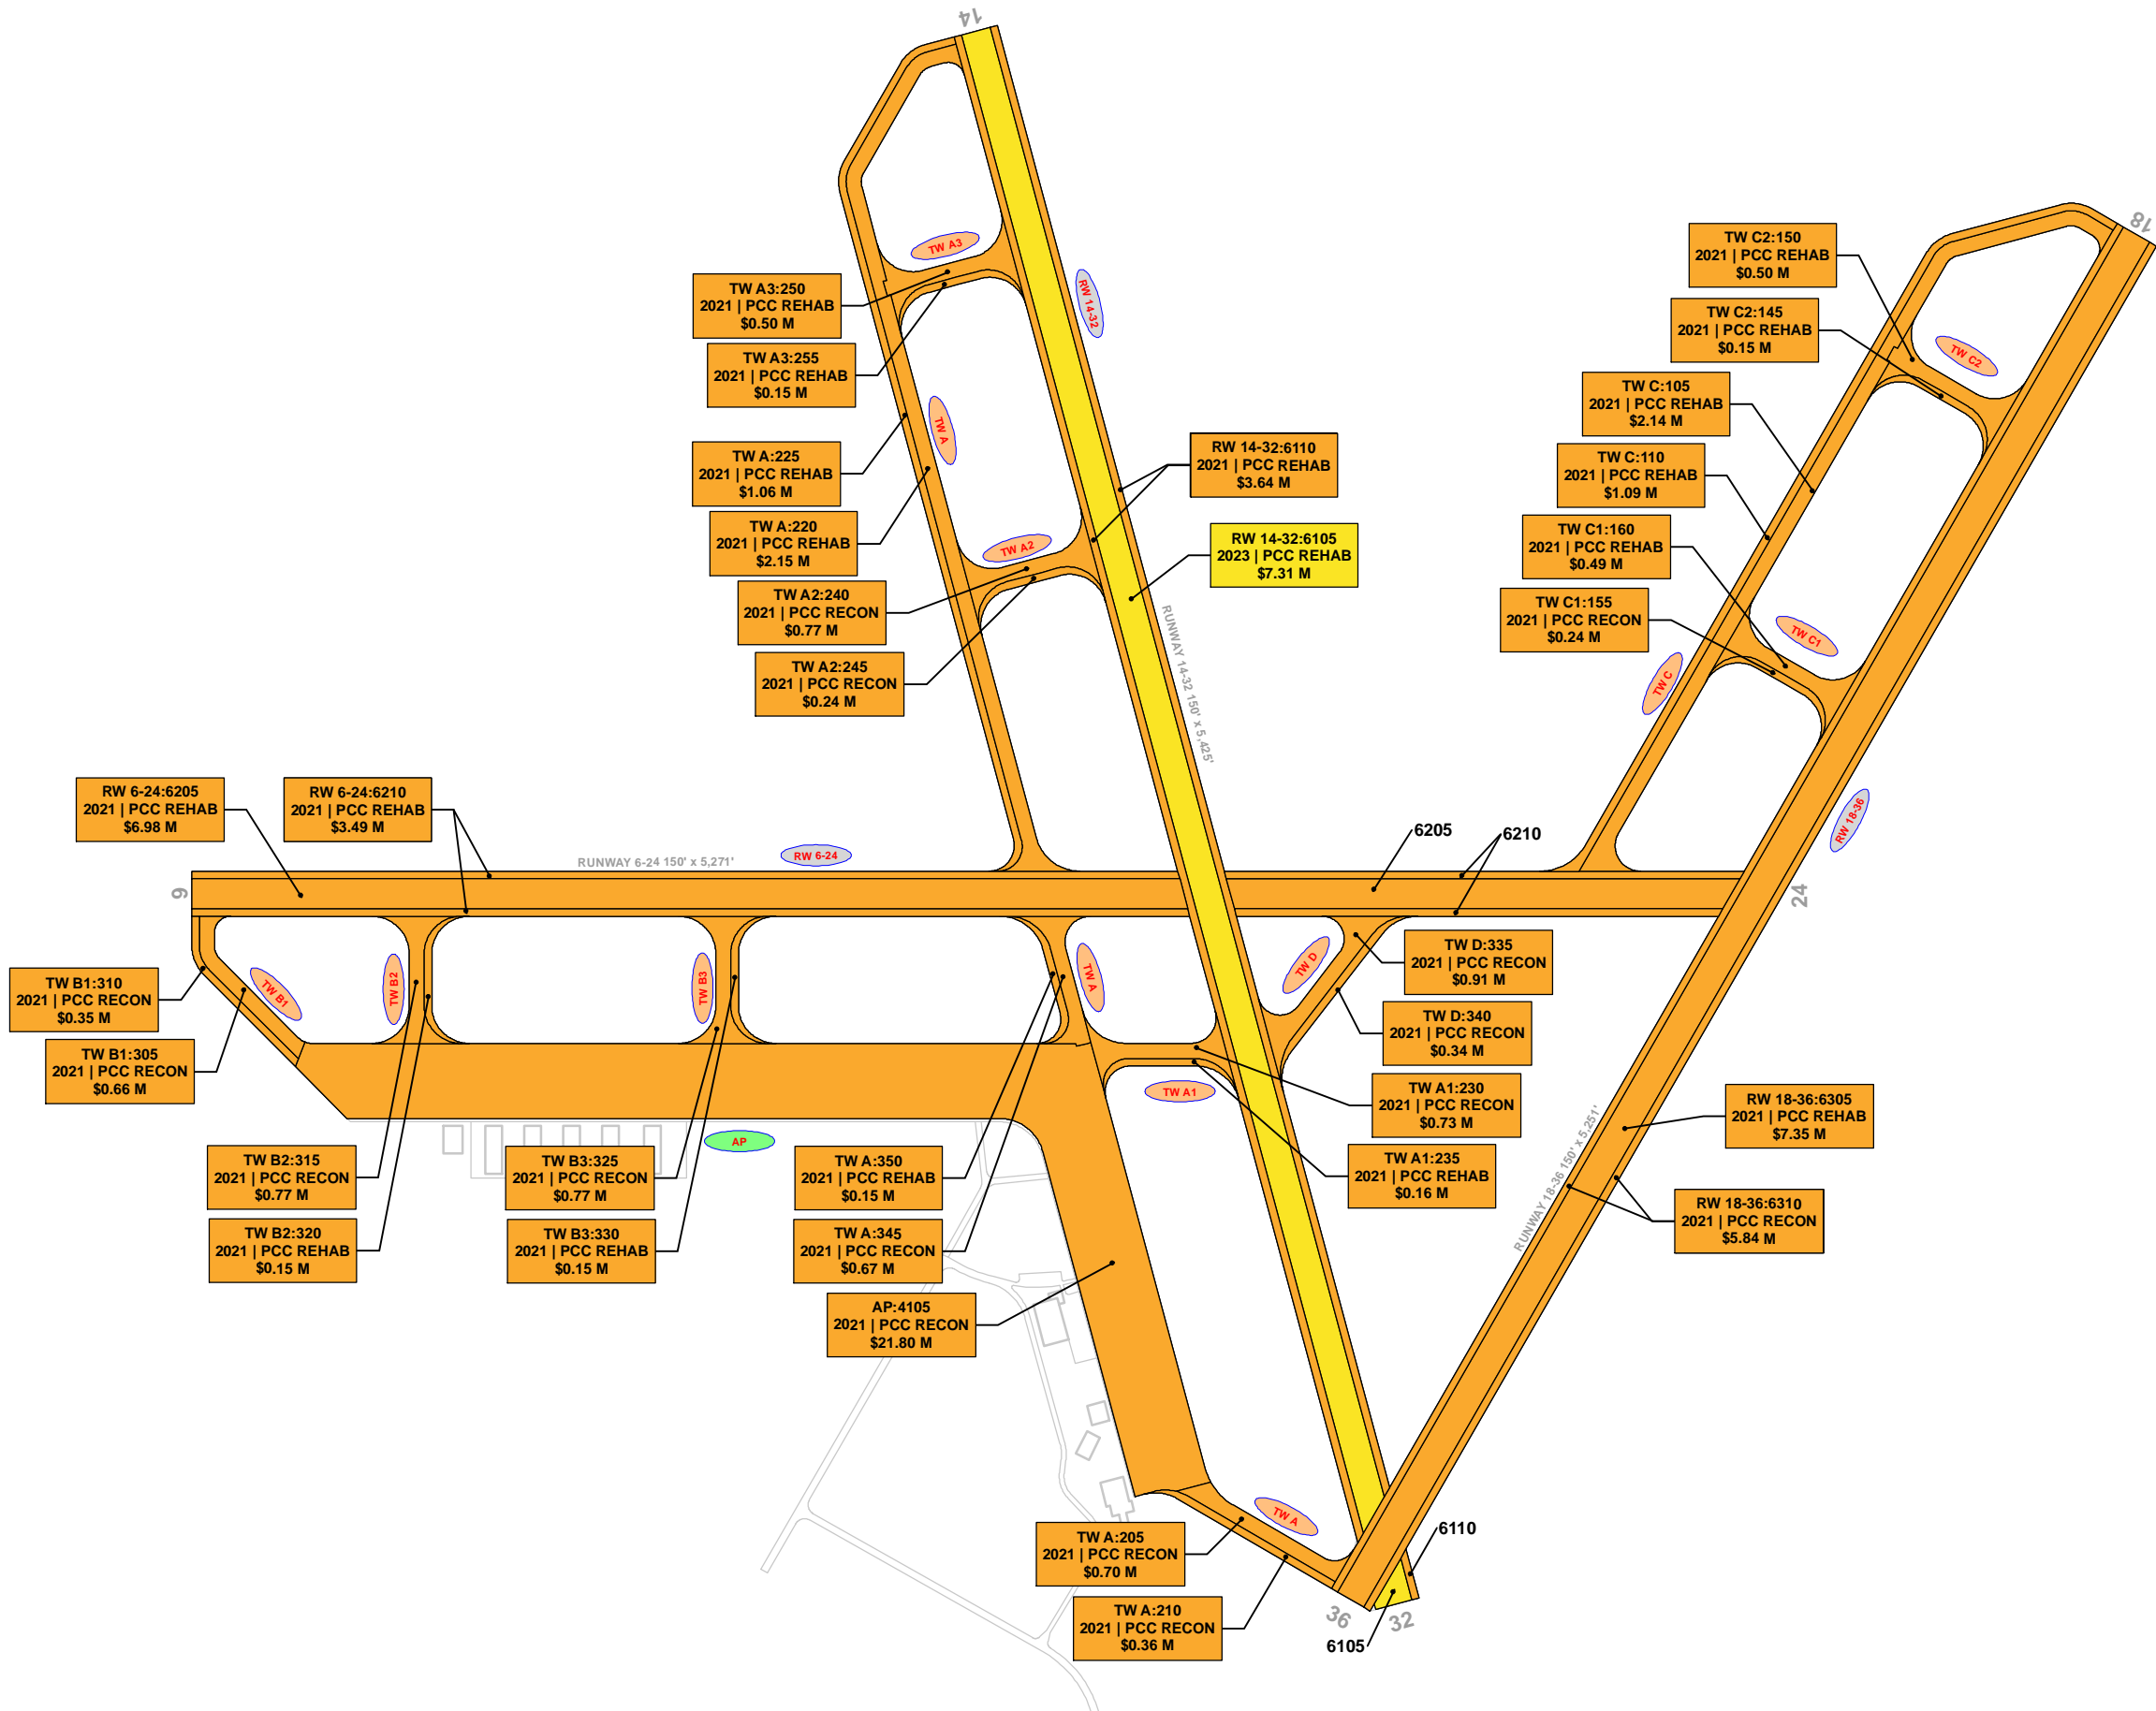 14
18
TW A3:250
2021 | PCC REHAB
$0.50 M
TW A3:255
2021 | PCC REHAB
$0.15 M
TW A:225
2021 | PCC REHAB
$1.06 M
TW A:220
2021 | PCC REHAB
$2.15 M
TW A2:240
2021 | PCC RECON
$0.77 M
TW A2:245
2021 | PCC RECON
$0.24 M
TW A3
TW A
TW A2
RW 14-32
RW 14-32:6110
2021 | PCC REHAB
$3.64 M
RW 14-32:6105
2023 | PCC REHAB
$7.31 M
RUNWAY 14-32 150' x 5,425'
TW C2:150
2021 | PCC REHAB
$0.50 M
TW C2:145
2021 | PCC REHAB
$0.15 M
TW C:105
2021 | PCC REHAB
$2.14 M
TW C:110
2021 | PCC REHAB
$1.09 M
TW C1:160
2021 | PCC REHAB
$0.49 M
TW C1:155
2021 | PCC RECON
$0.24 M
TW C2
TW C1
TW C
RW 18-36
RW 6-24:6205
2021 | PCC REHAB
$6.98 M
RW 6-24:6210
2021 | PCC REHAB
$3.49 M
RUNWAY 6-24 150' x 5,271'
RW 6-24
6205
6210
6
24
TW B1:310
2021 | PCC RECON
$0.35 M
TW B1:305
2021 | PCC RECON
$0.66 M
TW B1
TW B2
TW B3
TW A
TW D
TW D:335
2021 | PCC RECON
$0.91 M
TW D:340
2021 | PCC RECON
$0.34 M
TW A1
TW A1:230
2021 | PCC RECON
$0.73 M
TW A1:235
2021 | PCC REHAB
$0.16 M
RW 18-36:6305
2021 | PCC REHAB
$7.35 M
RW 18-36:6310
2021 | PCC RECON
$5.84 M
RUNWAY 18-36 150' x 5,251'
AP
TW B2:315
2021 | PCC RECON
$0.77 M
TW B2:320
2021 | PCC REHAB
$0.15 M
TW B3:325
2021 | PCC RECON
$0.77 M
TW B3:330
2021 | PCC REHAB
$0.15 M
TW A:350
2021 | PCC REHAB
$0.15 M
TW A:345
2021 | PCC RECON
$0.67 M
AP:4105
2021 | PCC RECON
$21.80 M
TW A
TW A:205
2021 | PCC RECON
$0.70 M
TW A:210
2021 | PCC RECON
$0.36 M
6110
36
32
6105